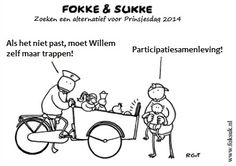 FOKKE & SUKKE
Zoeken een alternatief voor Prinsjesdag 2014
Als het niet past, moet Willem
zelf maar trappen!
Participatiesamenleving!
RGvT
www.foksuk.nl